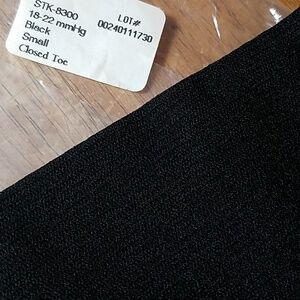 STK-8300
18-22 mmHg
Black
Small
Closed Toe
LOT#
00240111730